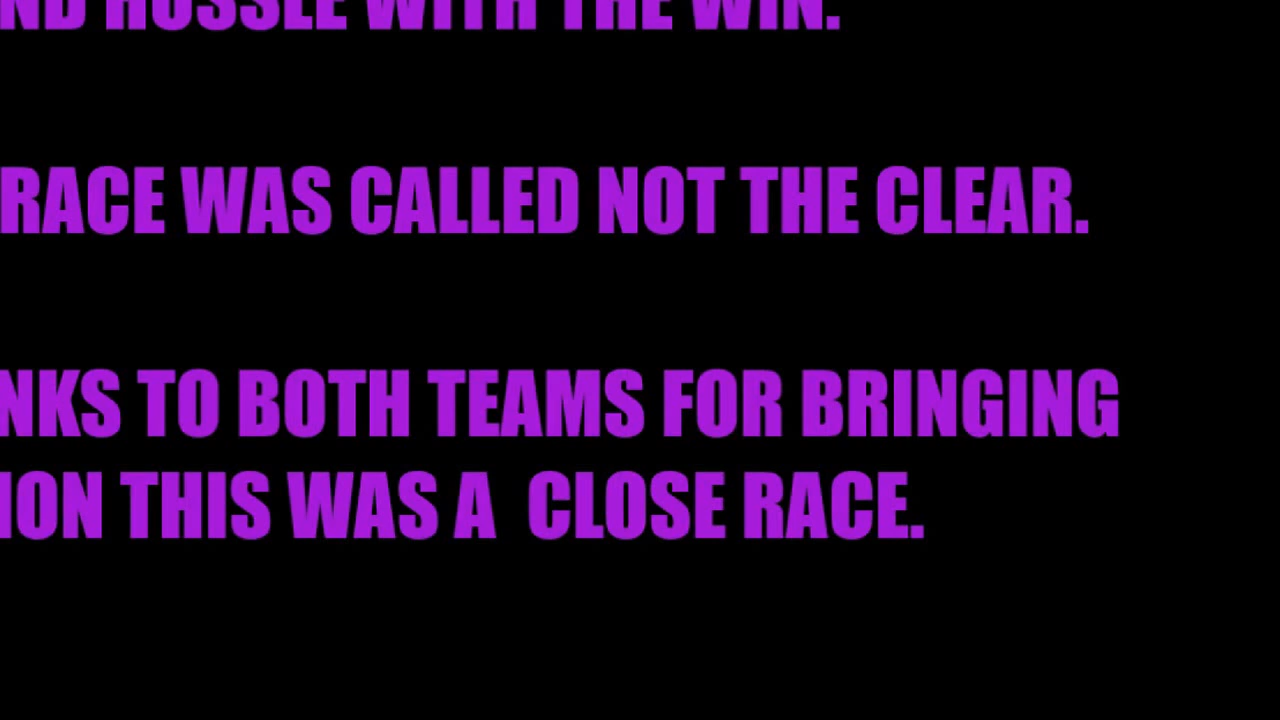 ND HUSSLE WITH THE WIN.
RACE WAS CALLED NOT THE CLEAR.
NKS TO BOTH TEAMS FOR BRINGING
ION THIS WAS A  CLOSE RACE.